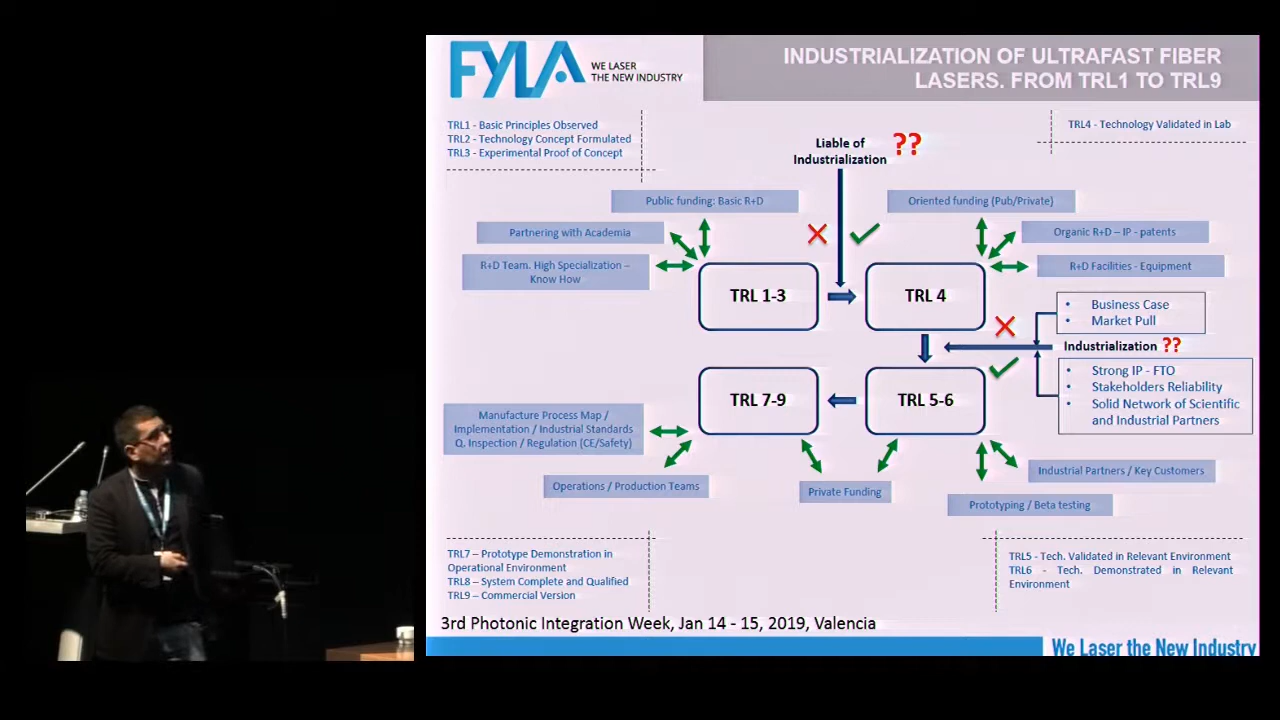 FYLA
WE LASER
THE NEW INDUSTRY
INDUSTRIALIZATION OF ULTRAFAST FIBER
LASERS. FROM TRL1 TO TRL9
TRL1 - Basic Principles Observed
TRL2 - Technology Concept Formulated
TRL3 - Experimental Proof of Concept
Liable of
Industrialization ??
TRL4 - Technology Validated in Lab
Public funding: Basic R+D
Partnering with Academia
R+D Team. High Specialization –
Know How
Oriented funding (Pub/Private)
Organic R+D – IP - patents
R+D Facilities - Equipment
TRL 1-3
TRL 4
• Business Case
• Market Pull
Industrialization ??
• Strong IP - FTO
• Stakeholders Reliability
• Solid Network of Scientific
and Industrial Partners
TRL 7-9
TRL 5-6
Manufacture Process Map /
Implementation / Industrial Standards
Q. Inspection / Regulation (CE/Safety)
Operations / Production Teams
Private Funding
Industrial Partners / Key Customers
Prototyping / Beta testing
TRL7 – Prototype Demonstration in
Operational Environment
TRL8 – System Complete and Qualified
TRL9 – Commercial Version
TRL5 - Tech. Validated in Relevant Environment
TRL6 - Tech. Demonstrated in Relevant
Environment
3rd Photonic Integration Week, Jan 14 - 15, 2019, Valencia
We Laser the New Industry